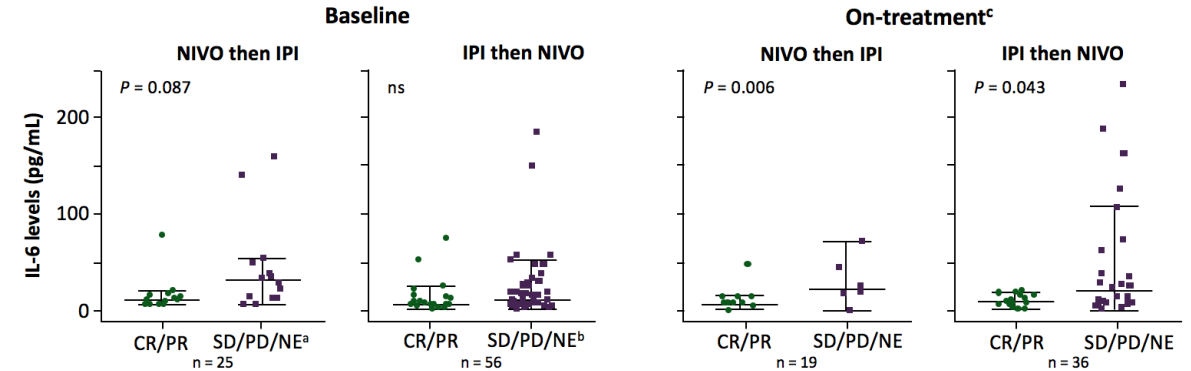 Baseline
On-treatmentᶜ
NIVO then IPI
IPI then NIVO
NIVO then IPI
IPI then NIVO
P = 0.087
ns
P = 0.006
P = 0.043
IL-6 levels (pg/mL)
200
100
0
CR/PR
SD/PD/NEᵃ
CR/PR
SD/PD/NEᵇ
CR/PR
SD/PD/NE
CR/PR
SD/PD/NE
n = 25
n = 56
n = 19
n = 36